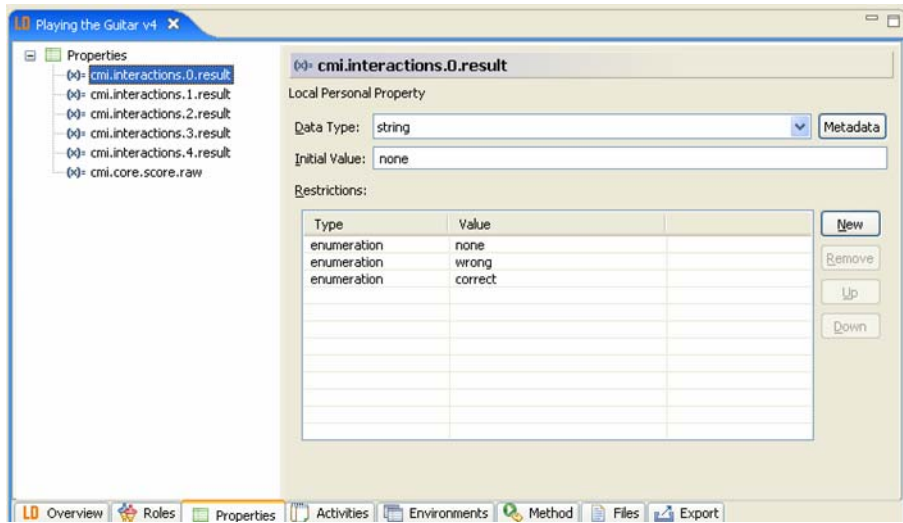 LD Playing the Guitar v4
Properties
(x)= cmi.interactions.0.result
(x)= cmi.interactions.1.result
(x)= cmi.interactions.2.result
(x)= cmi.interactions.3.result
(x)= cmi.interactions.4.result
(x)= cmi.core.score.raw
(x)= cmi.interactions.0.result
Local Personal Property
Data Type: string Metadata
Initial Value: none
Restrictions:
Type Value
enumeration none
enumeration wrong
enumeration correct
New
Remove
Up
Down
LD Overview Roles Properties Activities Environments Method Files Export